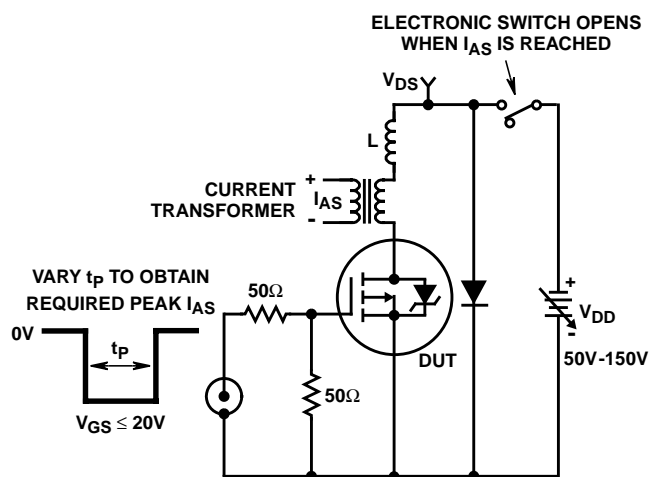 ELECTRONIC SWITCH OPENS
WHEN IAS IS REACHED
VDS
L
CURRENT
TRANSFORMER
+
IAS
-
VARY tP TO OBTAIN
REQUIRED PEAK IAS
0V
tP
VGS ≤ 20V
50Ω
50Ω
DUT
+
VDD
-
50V-150V